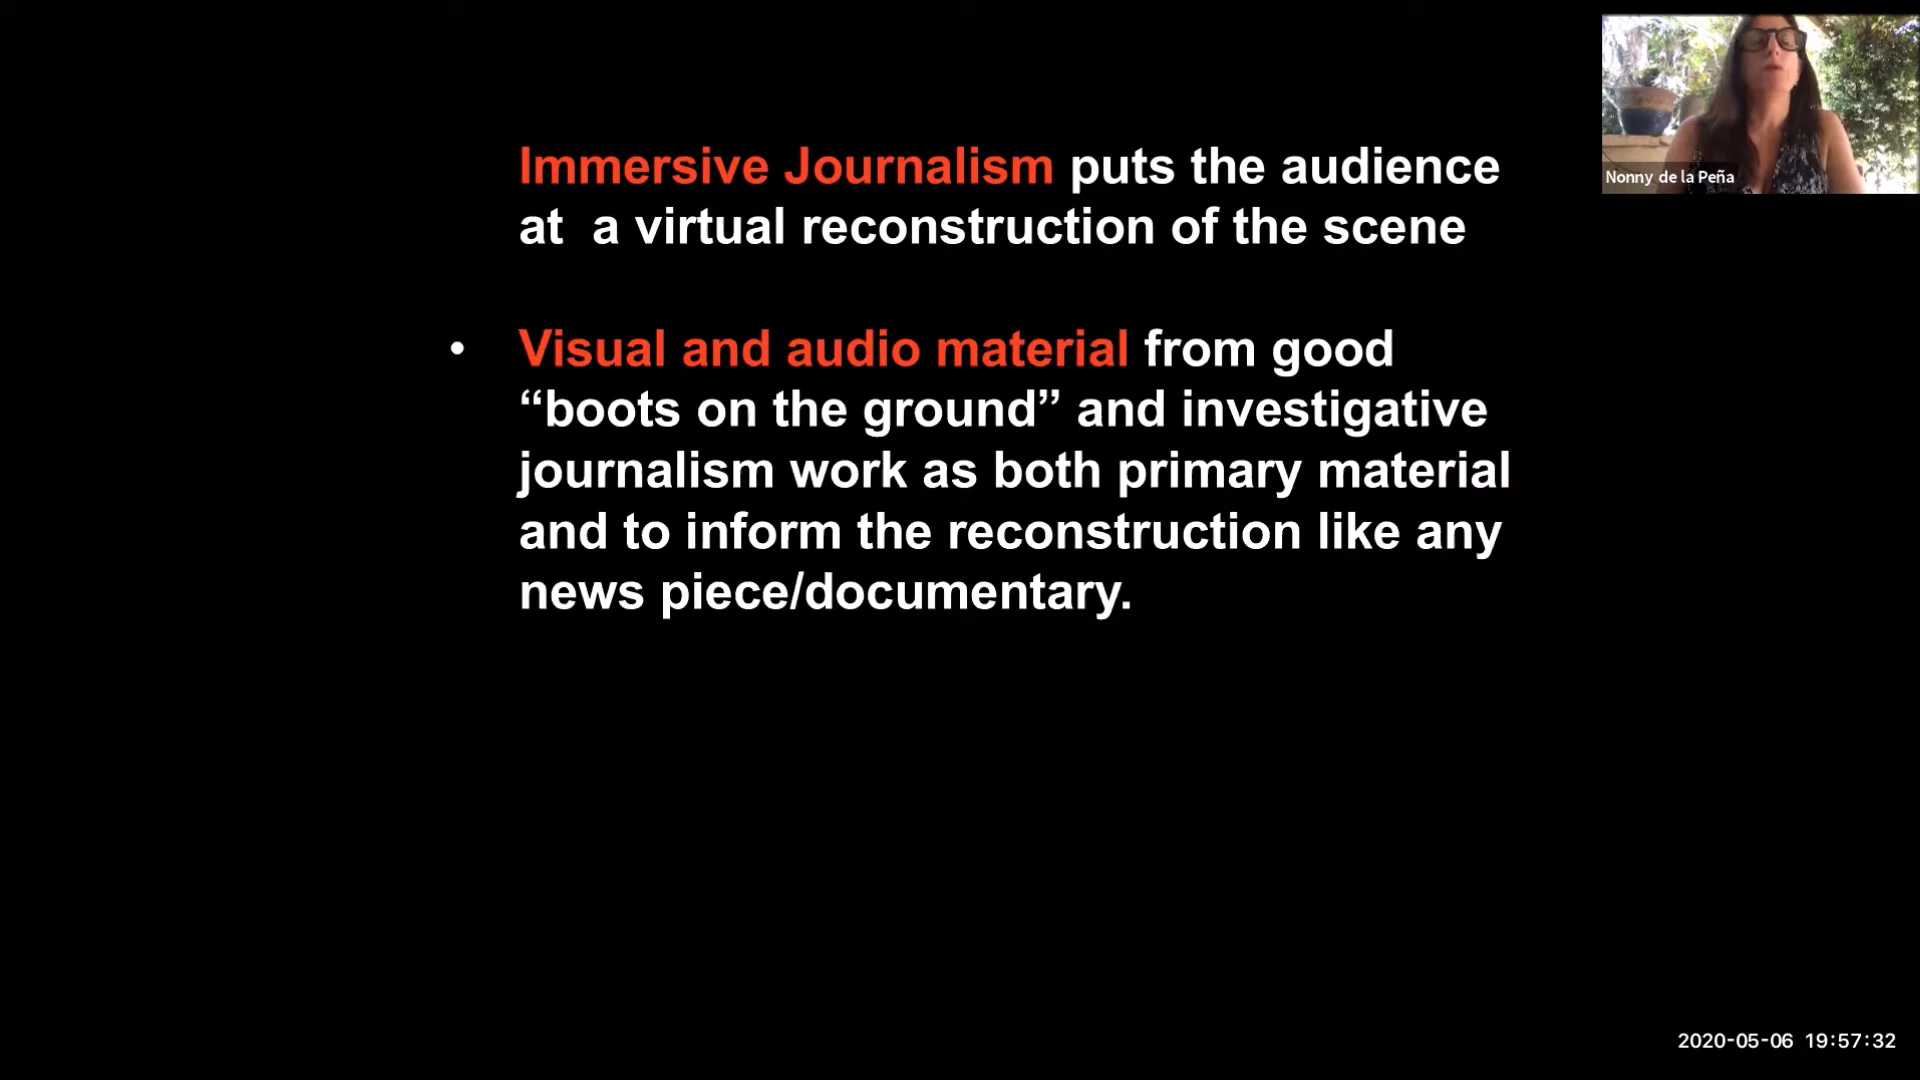 Immersive Journalism puts the audience
at  a virtual reconstruction of the scene
• Visual and audio material from good
“boots on the ground” and investigative
journalism work as both primary material
and to inform the reconstruction like any
news piece/documentary.
Nonny de la Peña
2020-05-06 19:57:32